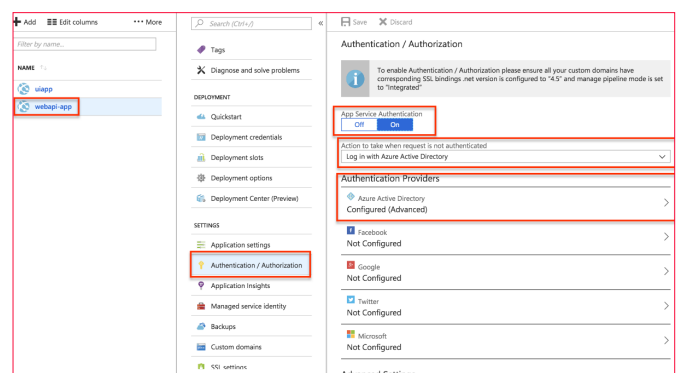 Add
Edit columns
More
Filter by name...
NAME
uiapp
webapi-app
Search (Ctrl+/)
Tags
Diagnose and solve problems
DEPLOYMENT
Quickstart
Deployment credentials
Deployment slots
Deployment options
Deployment Center (Preview)
SETTINGS
Application settings
Authentication / Authorization
Application Insights
Managed service identity
Backups
Custom domains
SSL settings
Save
Discard
Authentication / Authorization
To enable Authentication / Authorization please ensure all your custom domains have
corresponding SSL bindings .net version is configured to "4.5" and manage pipeline mode is set
to "Integrated"
App Service Authentication
Off On
Action to take when request is not authenticated
Log in with Azure Active Directory
Authentication Providers
Azure Active Directory
Configured (Advanced)
Facebook
Not Configured
Google
Not Configured
Twitter
Not Configured
Microsoft
Not Configured
Advanced Settings